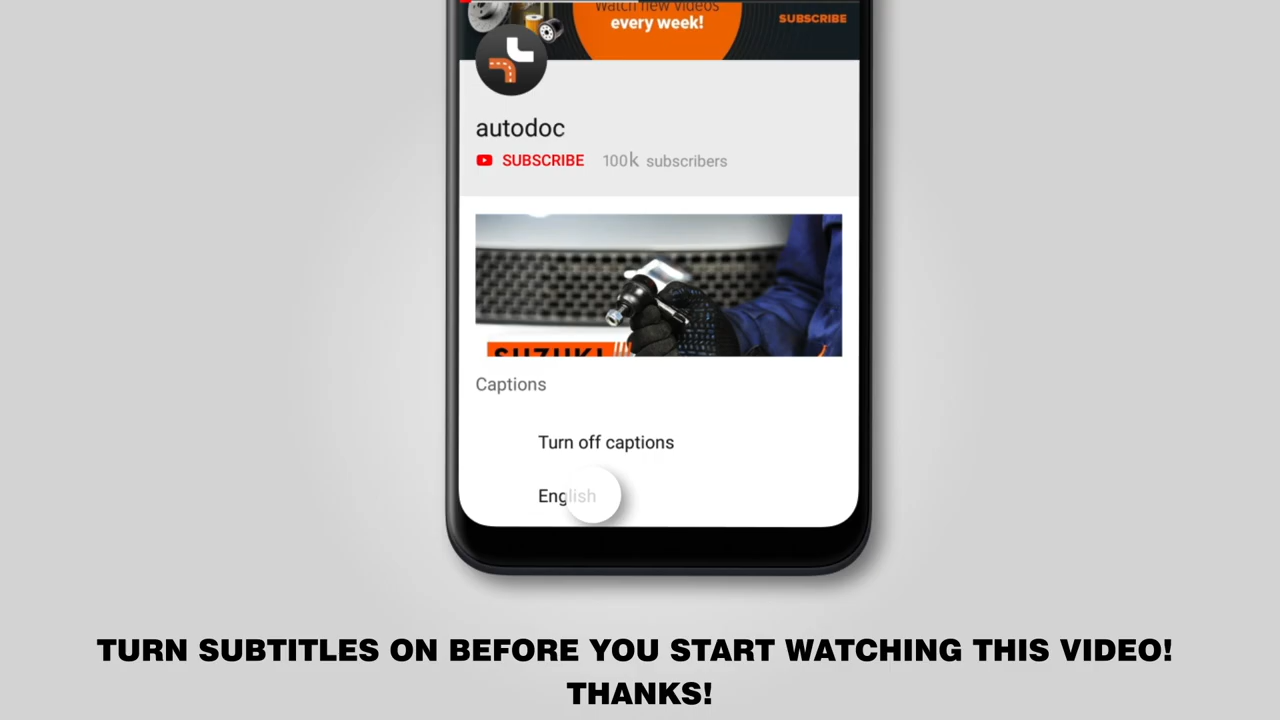 Watch new videos
every week!
SUBSCRIBE
autodoc
SUBSCRIBE 100k subscribers
SUZUKI
Captions
Turn off captions
English
TURN SUBTITLES ON BEFORE YOU START WATCHING THIS VIDEO!
THANKS!